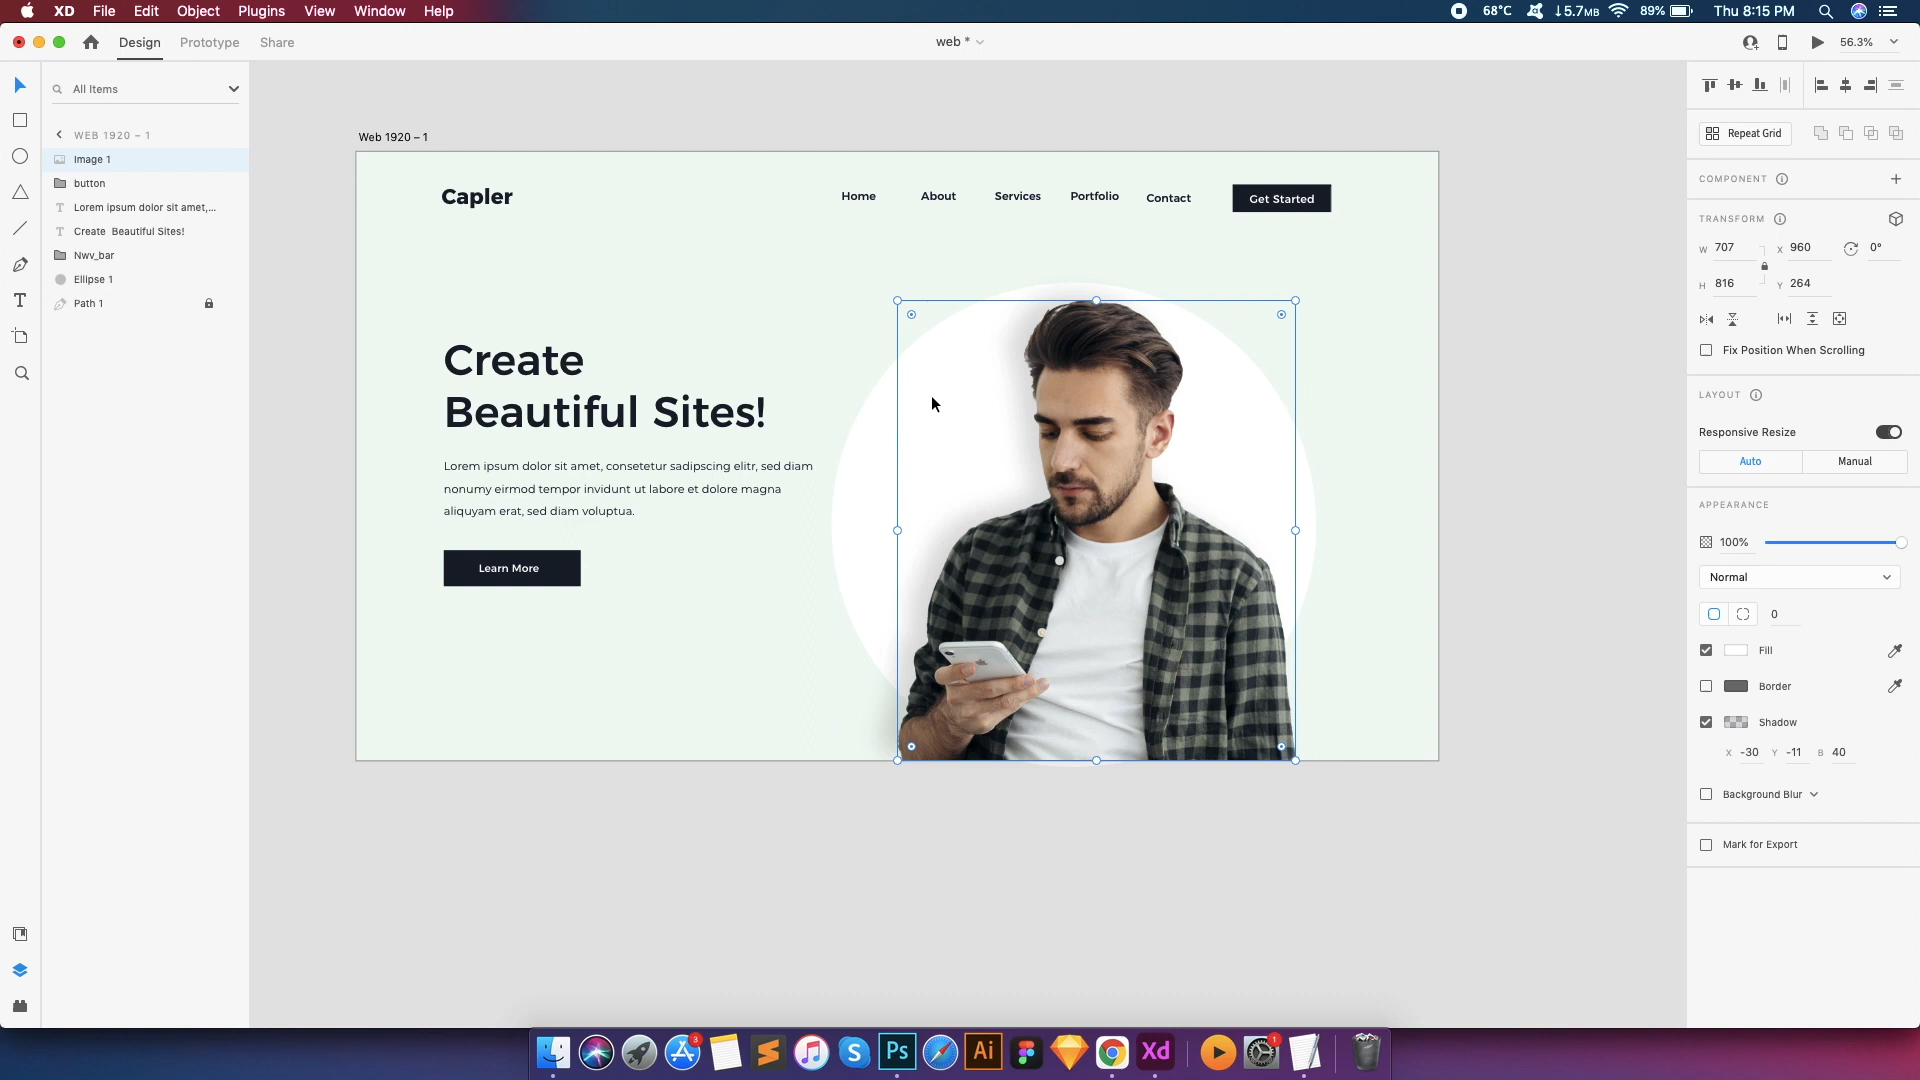 XD File Edit Object Plugins View Window Help
68°C ↓5.7MB 89% Thu 8:15 PM
Design Prototype Share
web *
56.3%
All Items
WEB 1920 – 1
Image 1
button
Lorem ipsum dolor sit amet,...
Create Beautiful Sites!
Nwv_bar
Ellipse 1
Path 1
Web 1920 – 1
Capler
Home About Services Portfolio Contact Get Started
Create
Beautiful Sites!
Lorem ipsum dolor sit amet, consetetur sadipscing elitr, sed diam
nonumy eirmod tempor invidunt ut labore et dolore magna
aliquyam erat, sed diam voluptua.
Learn More
Repeat Grid
COMPONENT
TRANSFORM
W 707 X 960 0°
H 816 Y 264
Fix Position When Scrolling
LAYOUT
Responsive Resize
Auto Manual
APPEARANCE
100%
Normal
0
Fill
Border
Shadow
X -30 Y -11 B 40
Background Blur
Mark for Export
3 S Ps Ai Xd 1